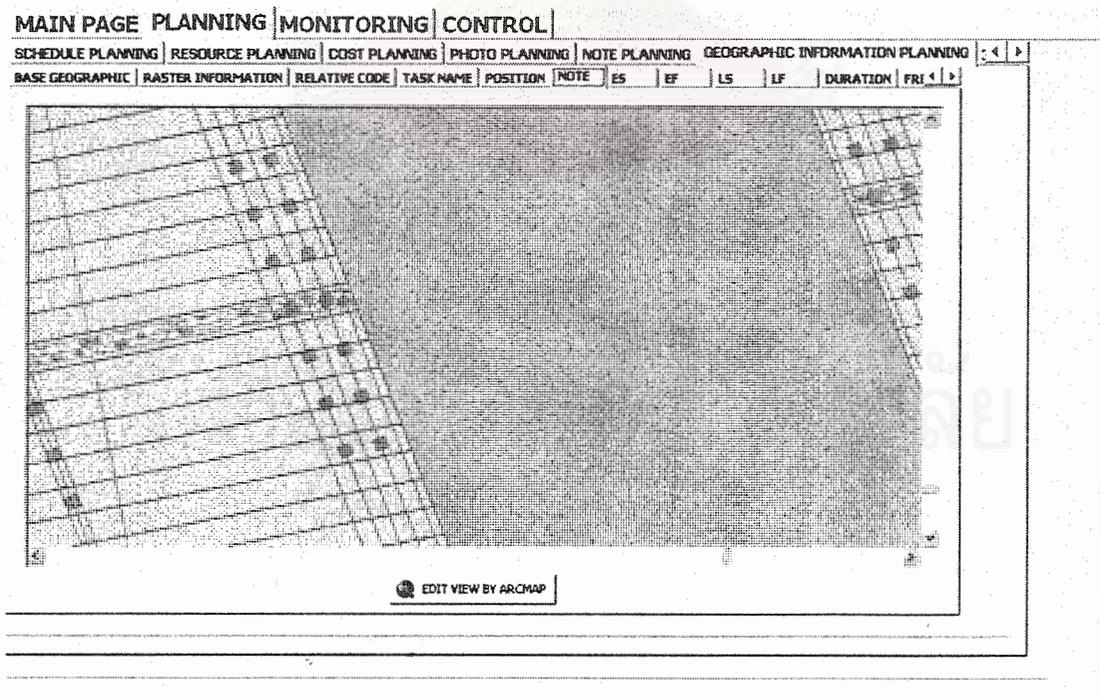 MAIN PAGE PLANNING MONITORING CONTROL
SCHEDULE PLANNING RESOURCE PLANNING COST PLANNING PHOTO PLANNING NOTE PLANNING GEOGRAPHIC INFORMATION PLANNING
BASE GEOGRAPHIC RASTER INFORMATION RELATIVE CODE TASK NAME POSITION NOTE ES EF LS LF DURATION FRE
EDIT VIEW BY ARCMAP